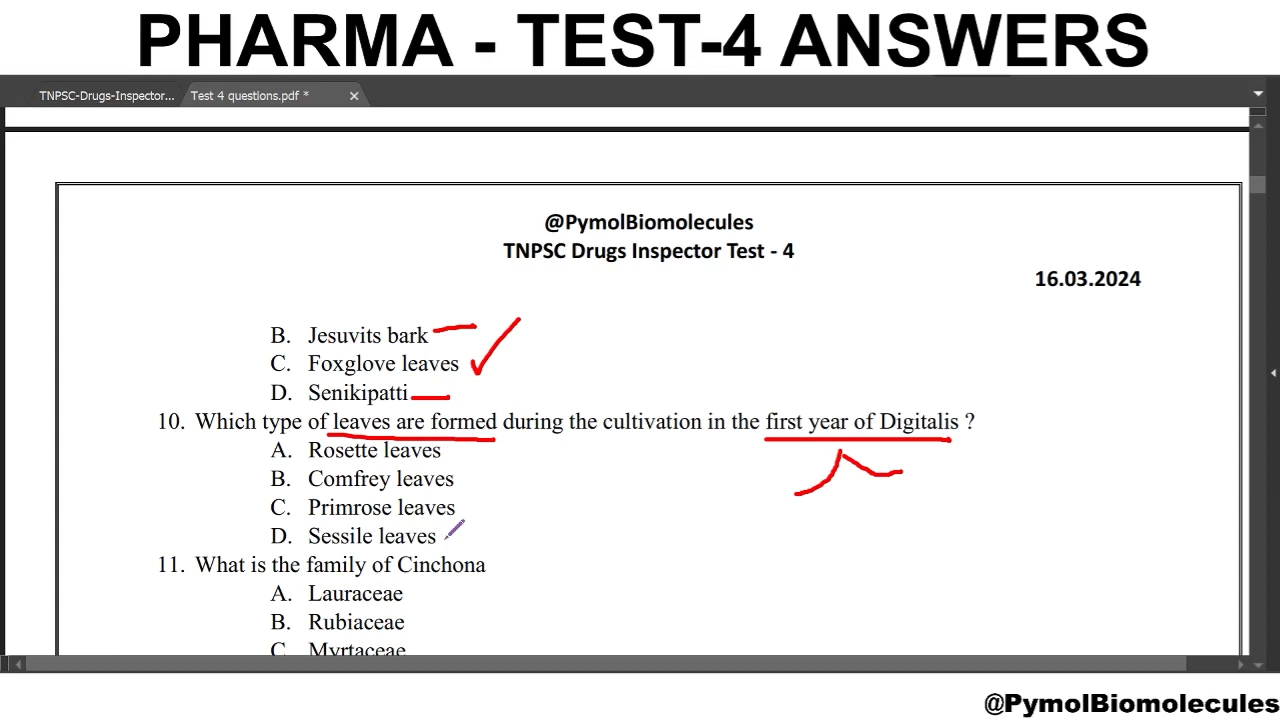 PHARMA - TEST-4 ANSWERS
TNPSC-Drugs-Inspector... Test 4 questions.pdf *
@PymolBiomolecules
TNPSC Drugs Inspector Test - 4
16.03.2024
B. Jesuvits bark
C. Foxglove leaves
D. Senikipatti
10. Which type of leaves are formed during the cultivation in the first year of Digitalis ?
A. Rosette leaves
B. Comfrey leaves
C. Primrose leaves
D. Sessile leaves
11. What is the family of Cinchona
A. Lauraceae
B. Rubiaceae
C. Myrtaceae
@PymolBiomolecules